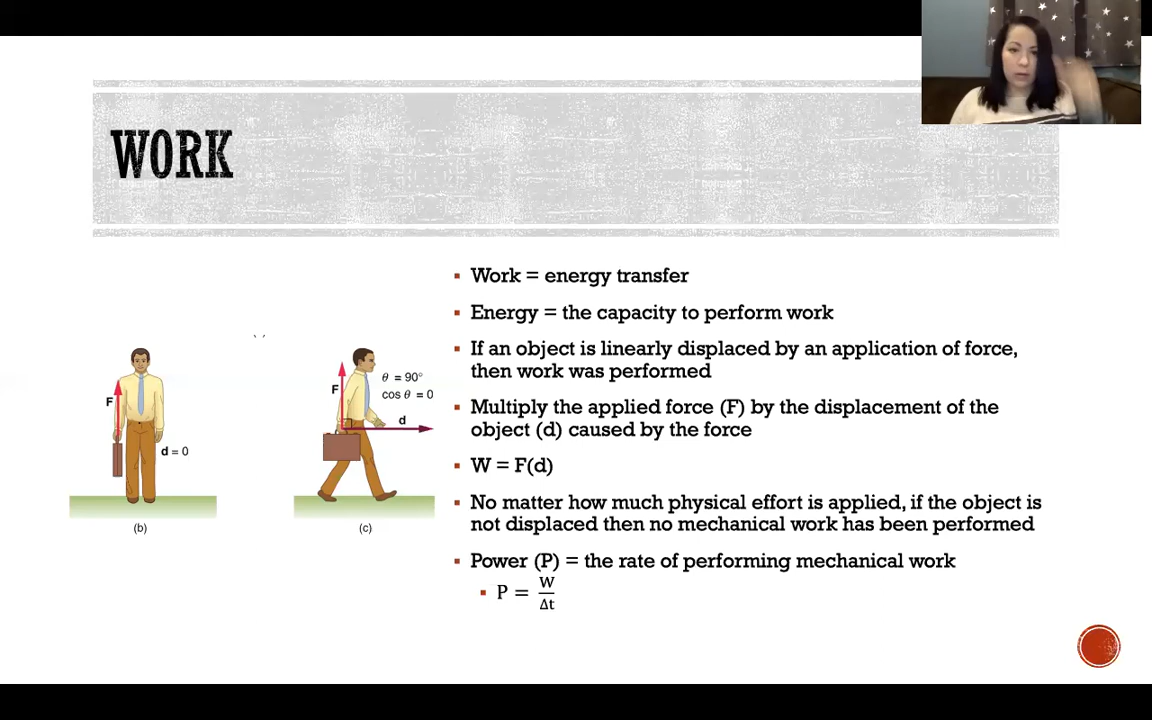 WORK
Work = energy transfer
Energy = the capacity to perform work
If an object is linearly displaced by an application of force,
then work was performed
Multiply the applied force (F) by the displacement of the
object (d) caused by the force
W = F(d)
No matter how much physical effort is applied, if the object is
not displaced then no mechanical work has been performed
Power (P) = the rate of performing mechanical work
P = W/Δt
F
d = 0
(b)
F
θ = 90°
cos θ = 0
d
(c)